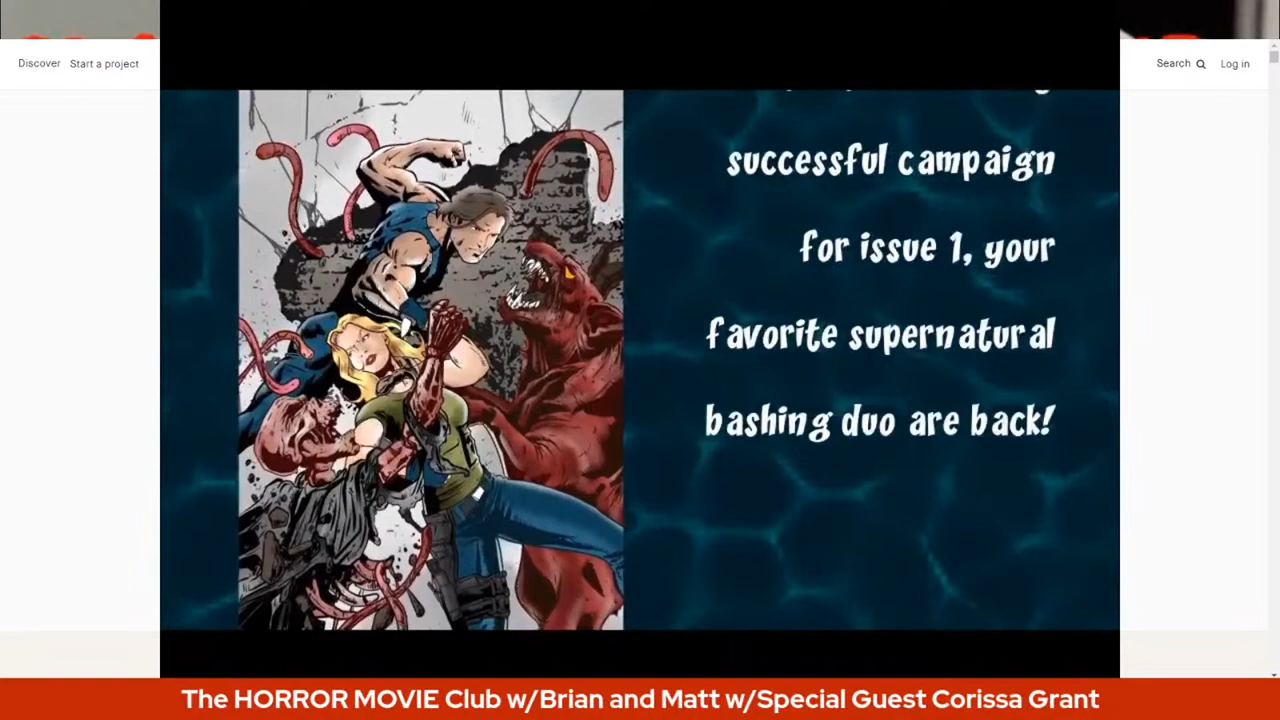 Discover Start a project
Search Log in
successful campaign
for issue 1, your
favorite supernatural
bashing duo are back!
The HORROR MOVIE Club w/Brian and Matt w/Special Guest Corissa Grant